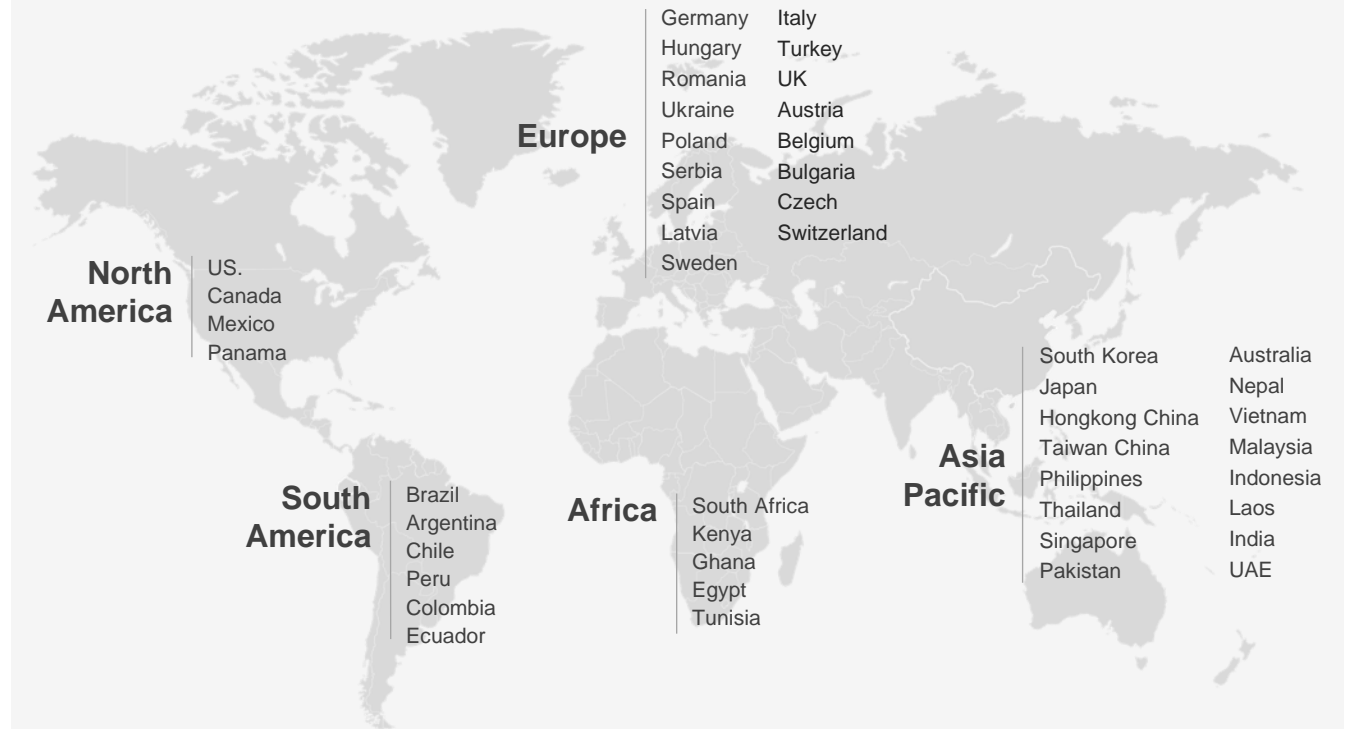 Europe
Germany
Hungary
Romania
Ukraine
Poland
Serbia
Spain
Latvia
Sweden
Italy
Turkey
UK
Austria
Belgium
Bulgaria
Czech
Switzerland
North
America
US.
Canada
Mexico
Panama
South
America
Brazil
Argentina
Chile
Peru
Colombia
Ecuador
Africa
South Africa
Kenya
Ghana
Egypt
Tunisia
Asia
Pacific
South Korea
Japan
Hongkong China
Taiwan China
Philippines
Thailand
Singapore
Pakistan
Australia
Nepal
Vietnam
Malaysia
Indonesia
Laos
India
UAE